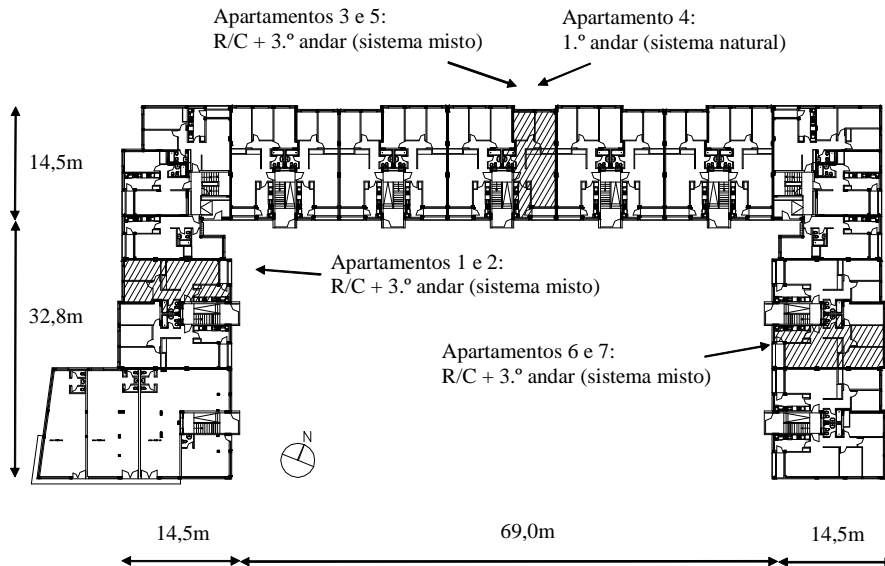 Apartamentos 3 e 5:
R/C + 3.º andar (sistema misto)
Apartamento 4:
1.º andar (sistema natural)
14,5m
Apartamentos 1 e 2:
R/C + 3.º andar (sistema misto)
32,8m
Apartamentos 6 e 7:
R/C + 3.º andar (sistema misto)
N
14,5m
69,0m
14,5m